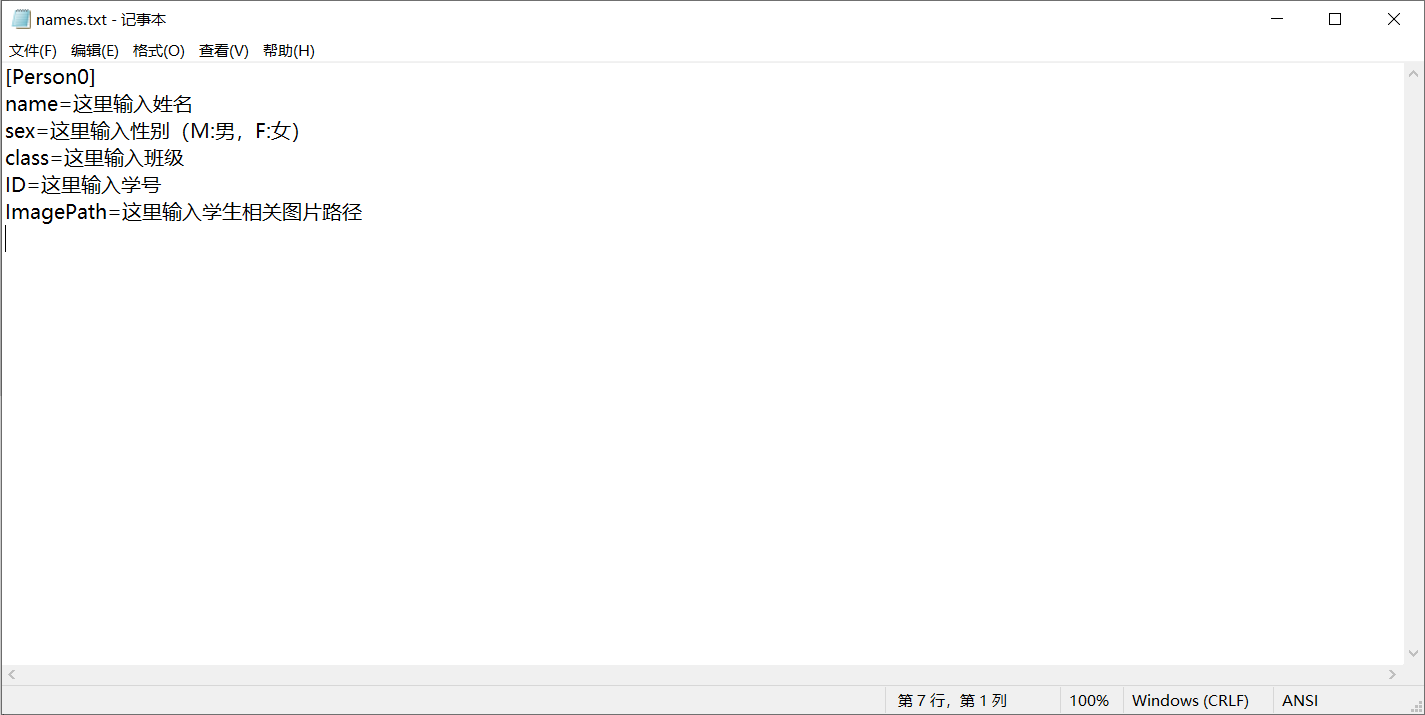 names.txt - 记事本
文件(F) 编辑(E) 格式(O) 查看(V) 帮助(H)
[Person0]
name=这里输入姓名
sex=这里输入性别（M:男，F:女）
class=这里输入班级
ID=这里输入学号
ImagePath=这里输入学生相关图片路径
第 7 行，第 1 列 100% Windows (CRLF) ANSI